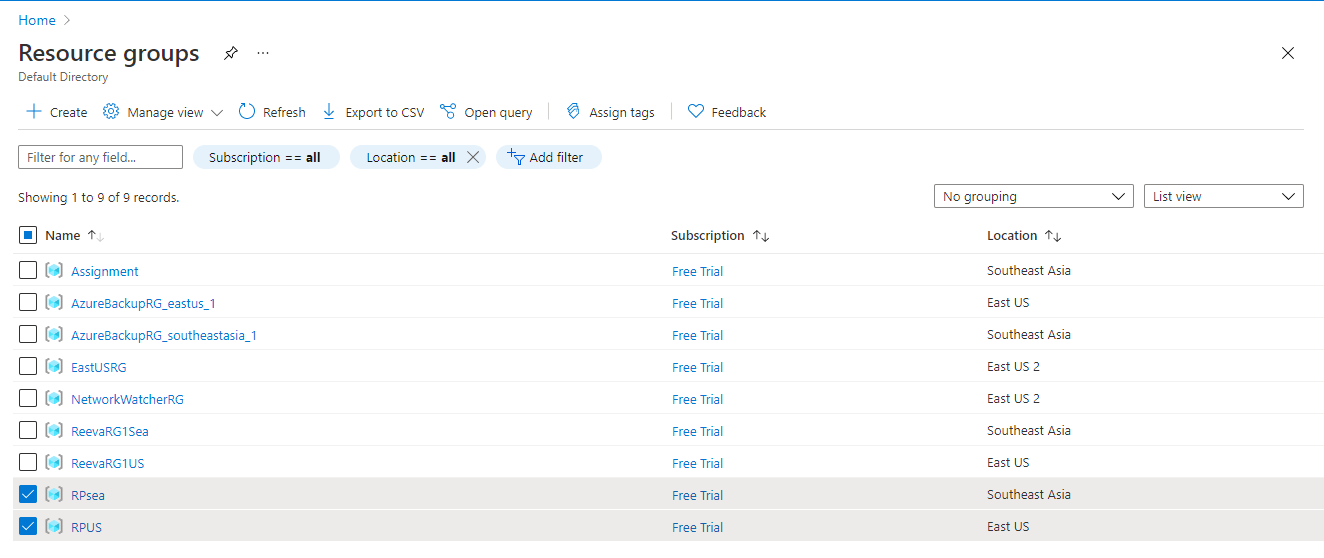 Home
Resource groups
Default Directory
Create Manage view Refresh Export to CSV Open query Assign tags Feedback
Filter for any field... Subscription == all Location == all Add filter
Showing 1 to 9 of 9 records. No grouping List view
Name Subscription Location
Assignment Free Trial Southeast Asia
AzureBackupRG_eastus_1 Free Trial East US
AzureBackupRG_southeastasia_1 Free Trial Southeast Asia
EastUSRG Free Trial East US 2
NetworkWatcherRG Free Trial East US 2
ReevaRG1Sea Free Trial Southeast Asia
ReevaRG1US Free Trial East US
RPsea Free Trial Southeast Asia
RPUS Free Trial East US